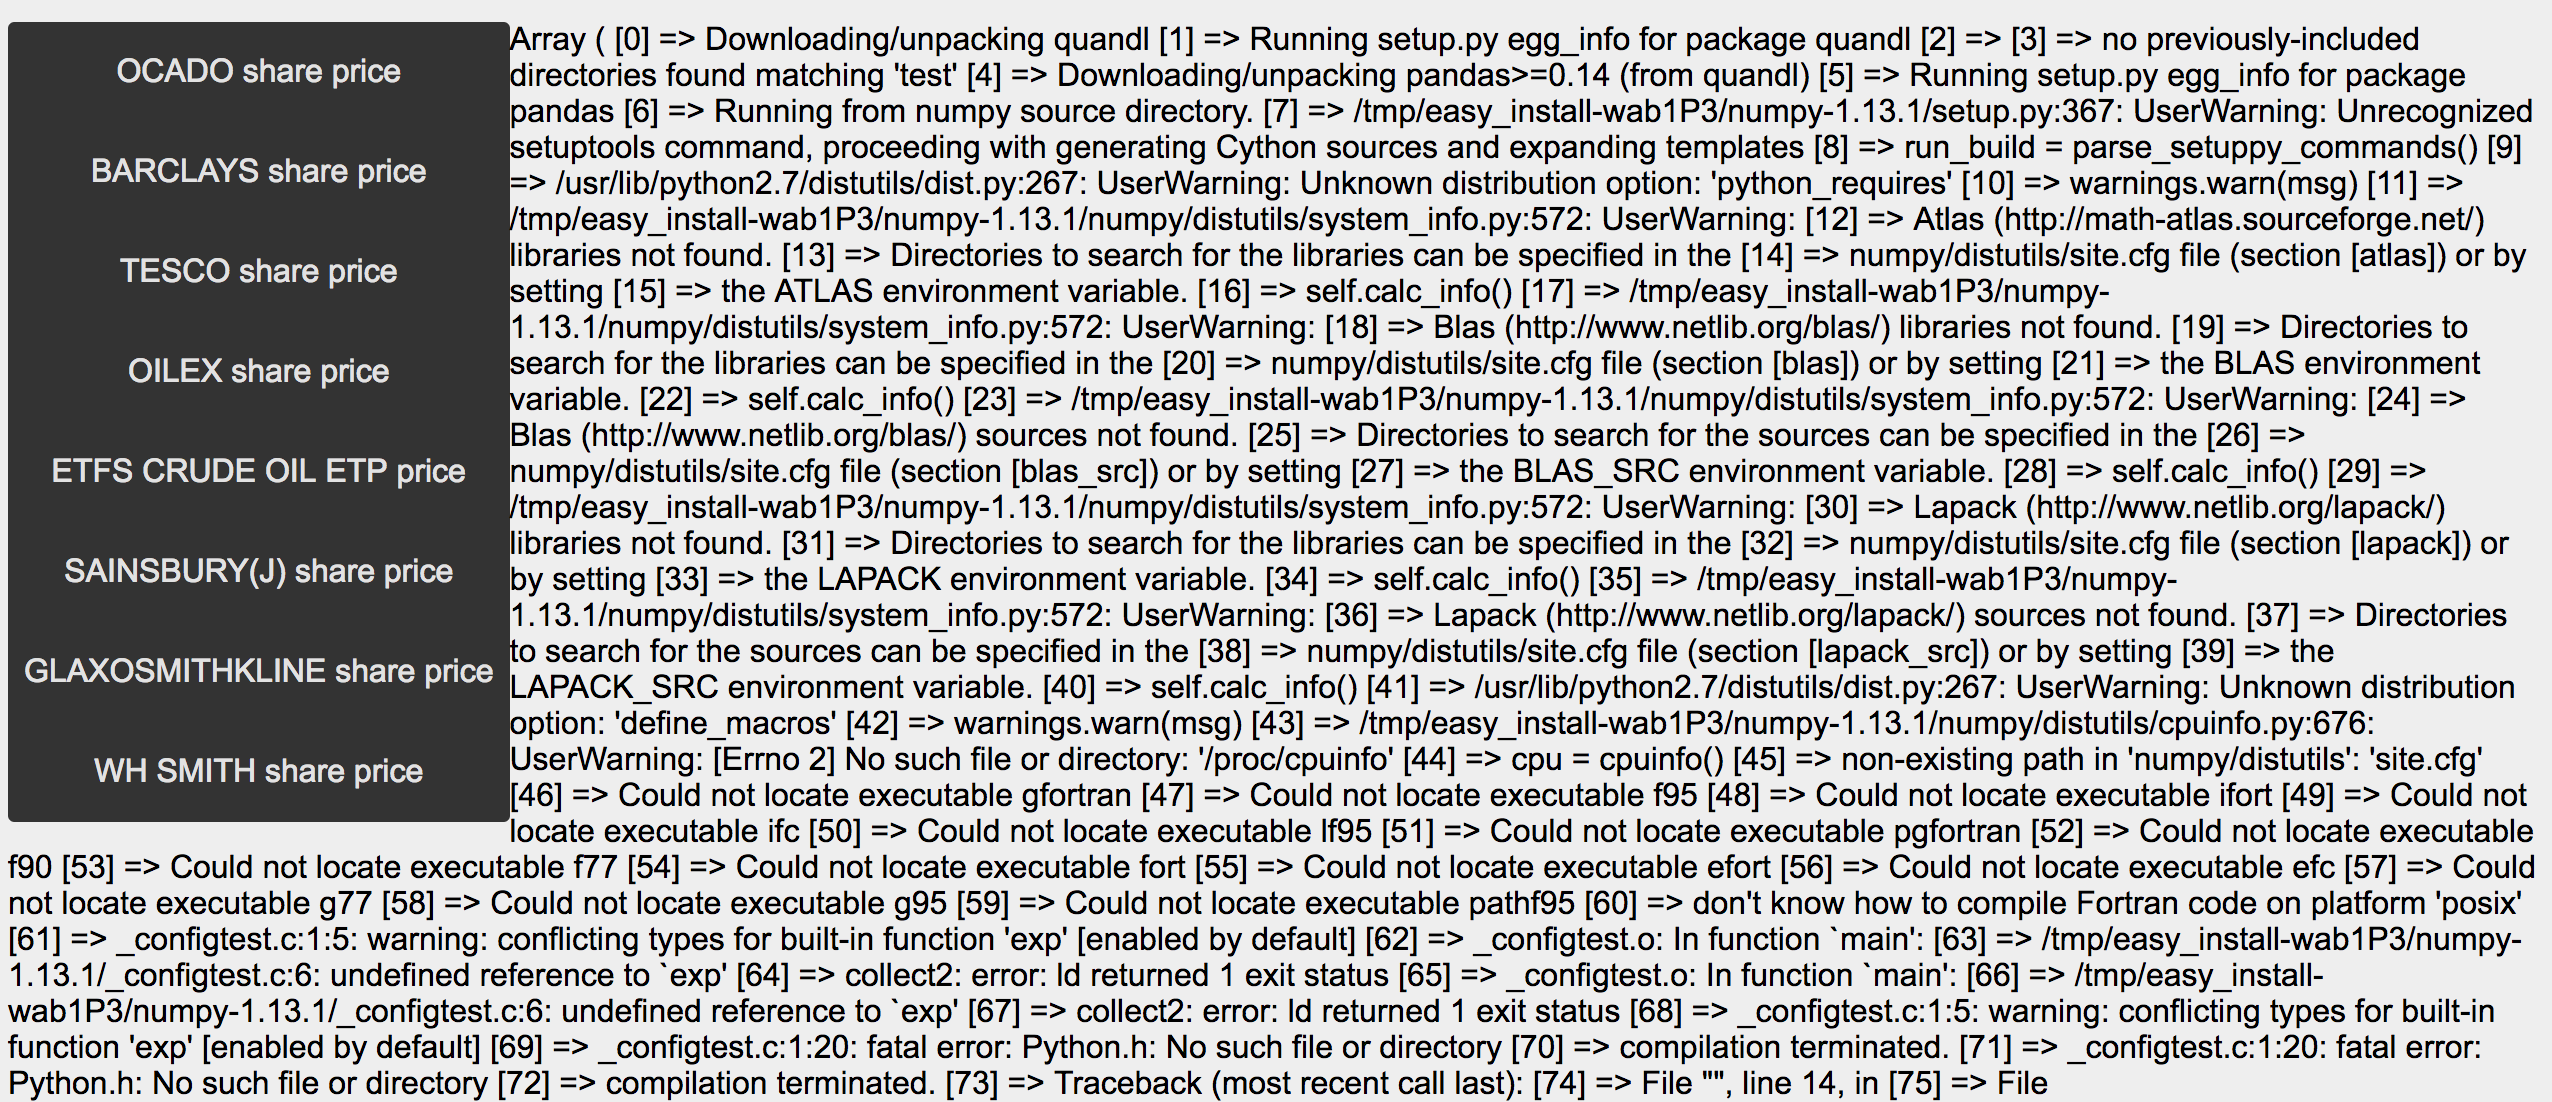 OCADO share price
BARCLAYS share price
TESCO share price
OILEX share price
ETFS CRUDE OIL ETP price
SAINSBURY(J) share price
GLAXOSMITHKLINE share price
WH SMITH share price
Array ( [0] => Downloading/unpacking quandl [1] => Running setup.py egg_info for package quandl [2] => [3] => no previously-included
directories found matching 'test' [4] => Downloading/unpacking pandas>=0.14 (from quandl) [5] => Running setup.py egg_info for package
pandas [6] => Running from numpy source directory. [7] => /tmp/easy_install-wab1P3/numpy-1.13.1/setup.py:367: UserWarning: Unrecognized
setuptools command, proceeding with generating Cython sources and expanding templates [8] => run_build = parse_setuppy_commands() [9]
=> /usr/lib/python2.7/distutils/dist.py:267: UserWarning: Unknown distribution option: 'python_requires' [10] => warnings.warn(msg) [11] =>
/tmp/easy_install-wab1P3/numpy-1.13.1/numpy/distutils/system_info.py:572: UserWarning: [12] => Atlas (http://math-atlas.sourceforge.net/)
libraries not found. [13] => Directories to search for the libraries can be specified in the [14] => numpy/distutils/site.cfg file (section [atlas]) or by
setting [15] => the ATLAS environment variable. [16] => self.calc_info() [17] => /tmp/easy_install-wab1P3/numpy-
1.13.1/numpy/distutils/system_info.py:572: UserWarning: [18] => Blas (http://www.netlib.org/blas/) libraries not found. [19] => Directories to
search for the libraries can be specified in the [20] => numpy/distutils/site.cfg file (section [blas]) or by setting [21] => the BLAS environment
variable. [22] => self.calc_info() [23] => /tmp/easy_install-wab1P3/numpy-1.13.1/numpy/distutils/system_info.py:572: UserWarning: [24] =>
Blas (http://www.netlib.org/blas/) sources not found. [25] => Directories to search for the sources can be specified in the [26] =>
numpy/distutils/site.cfg file (section [blas_src]) or by setting [27] => the BLAS_SRC environment variable. [28] => self.calc_info() [29] =>
/tmp/easy_install-wab1P3/numpy-1.13.1/numpy/distutils/system_info.py:572: UserWarning: [30] => Lapack (http://www.netlib.org/lapack/)
libraries not found. [31] => Directories to search for the libraries can be specified in the [32] => numpy/distutils/site.cfg file (section [lapack]) or
by setting [33] => the LAPACK environment variable. [34] => self.calc_info() [35] => /tmp/easy_install-wab1P3/numpy-
1.13.1/numpy/distutils/system_info.py:572: UserWarning: [36] => Lapack (http://www.netlib.org/lapack/) sources not found. [37] => Directories
to search for the sources can be specified in the [38] => numpy/distutils/site.cfg file (section [lapack_src]) or by setting [39] => the
LAPACK_SRC environment variable. [40] => self.calc_info() [41] => /usr/lib/python2.7/distutils/dist.py:267: UserWarning: Unknown distribution
option: 'define_macros' [42] => warnings.warn(msg) [43] => /tmp/easy_install-wab1P3/numpy-1.13.1/numpy/distutils/cpuinfo.py:676:
UserWarning: [Errno 2] No such file or directory: '/proc/cpuinfo' [44] => cpu = cpuinfo() [45] => non-existing path in 'numpy/distutils': 'site.cfg'
[46] => Could not locate executable gfortran [47] => Could not locate executable f95 [48] => Could not locate executable ifort [49] => Could not
locate executable ifc [50] => Could not locate executable lf95 [51] => Could not locate executable pgfortran [52] => Could not locate executable
f90 [53] => Could not locate executable f77 [54] => Could not locate executable fort [55] => Could not locate executable efort [56] => Could not locate executable efc [57] => Could
not locate executable g77 [58] => Could not locate executable g95 [59] => Could not locate executable pathf95 [60] => don't know how to compile Fortran code on platform 'posix'
[61] => _configtest.c:1:5: warning: conflicting types for built-in function 'exp' [enabled by default] [62] => _configtest.o: In function `main': [63] => /tmp/easy_install-wab1P3/numpy-
1.13.1/_configtest.c:6: undefined reference to `exp' [64] => collect2: error: ld returned 1 exit status [65] => _configtest.o: In function `main': [66] => /tmp/easy_install-
wab1P3/numpy-1.13.1/_configtest.c:6: undefined reference to `exp' [67] => collect2: error: ld returned 1 exit status [68] => _configtest.c:1:5: warning: conflicting types for built-in
function 'exp' [enabled by default] [69] => _configtest.c:1:20: fatal error: Python.h: No such file or directory [70] => compilation terminated. [71] => _configtest.c:1:20: fatal error:
Python.h: No such file or directory [72] => compilation terminated. [73] => Traceback (most recent call last): [74] => File "", line 14, in [75] => File